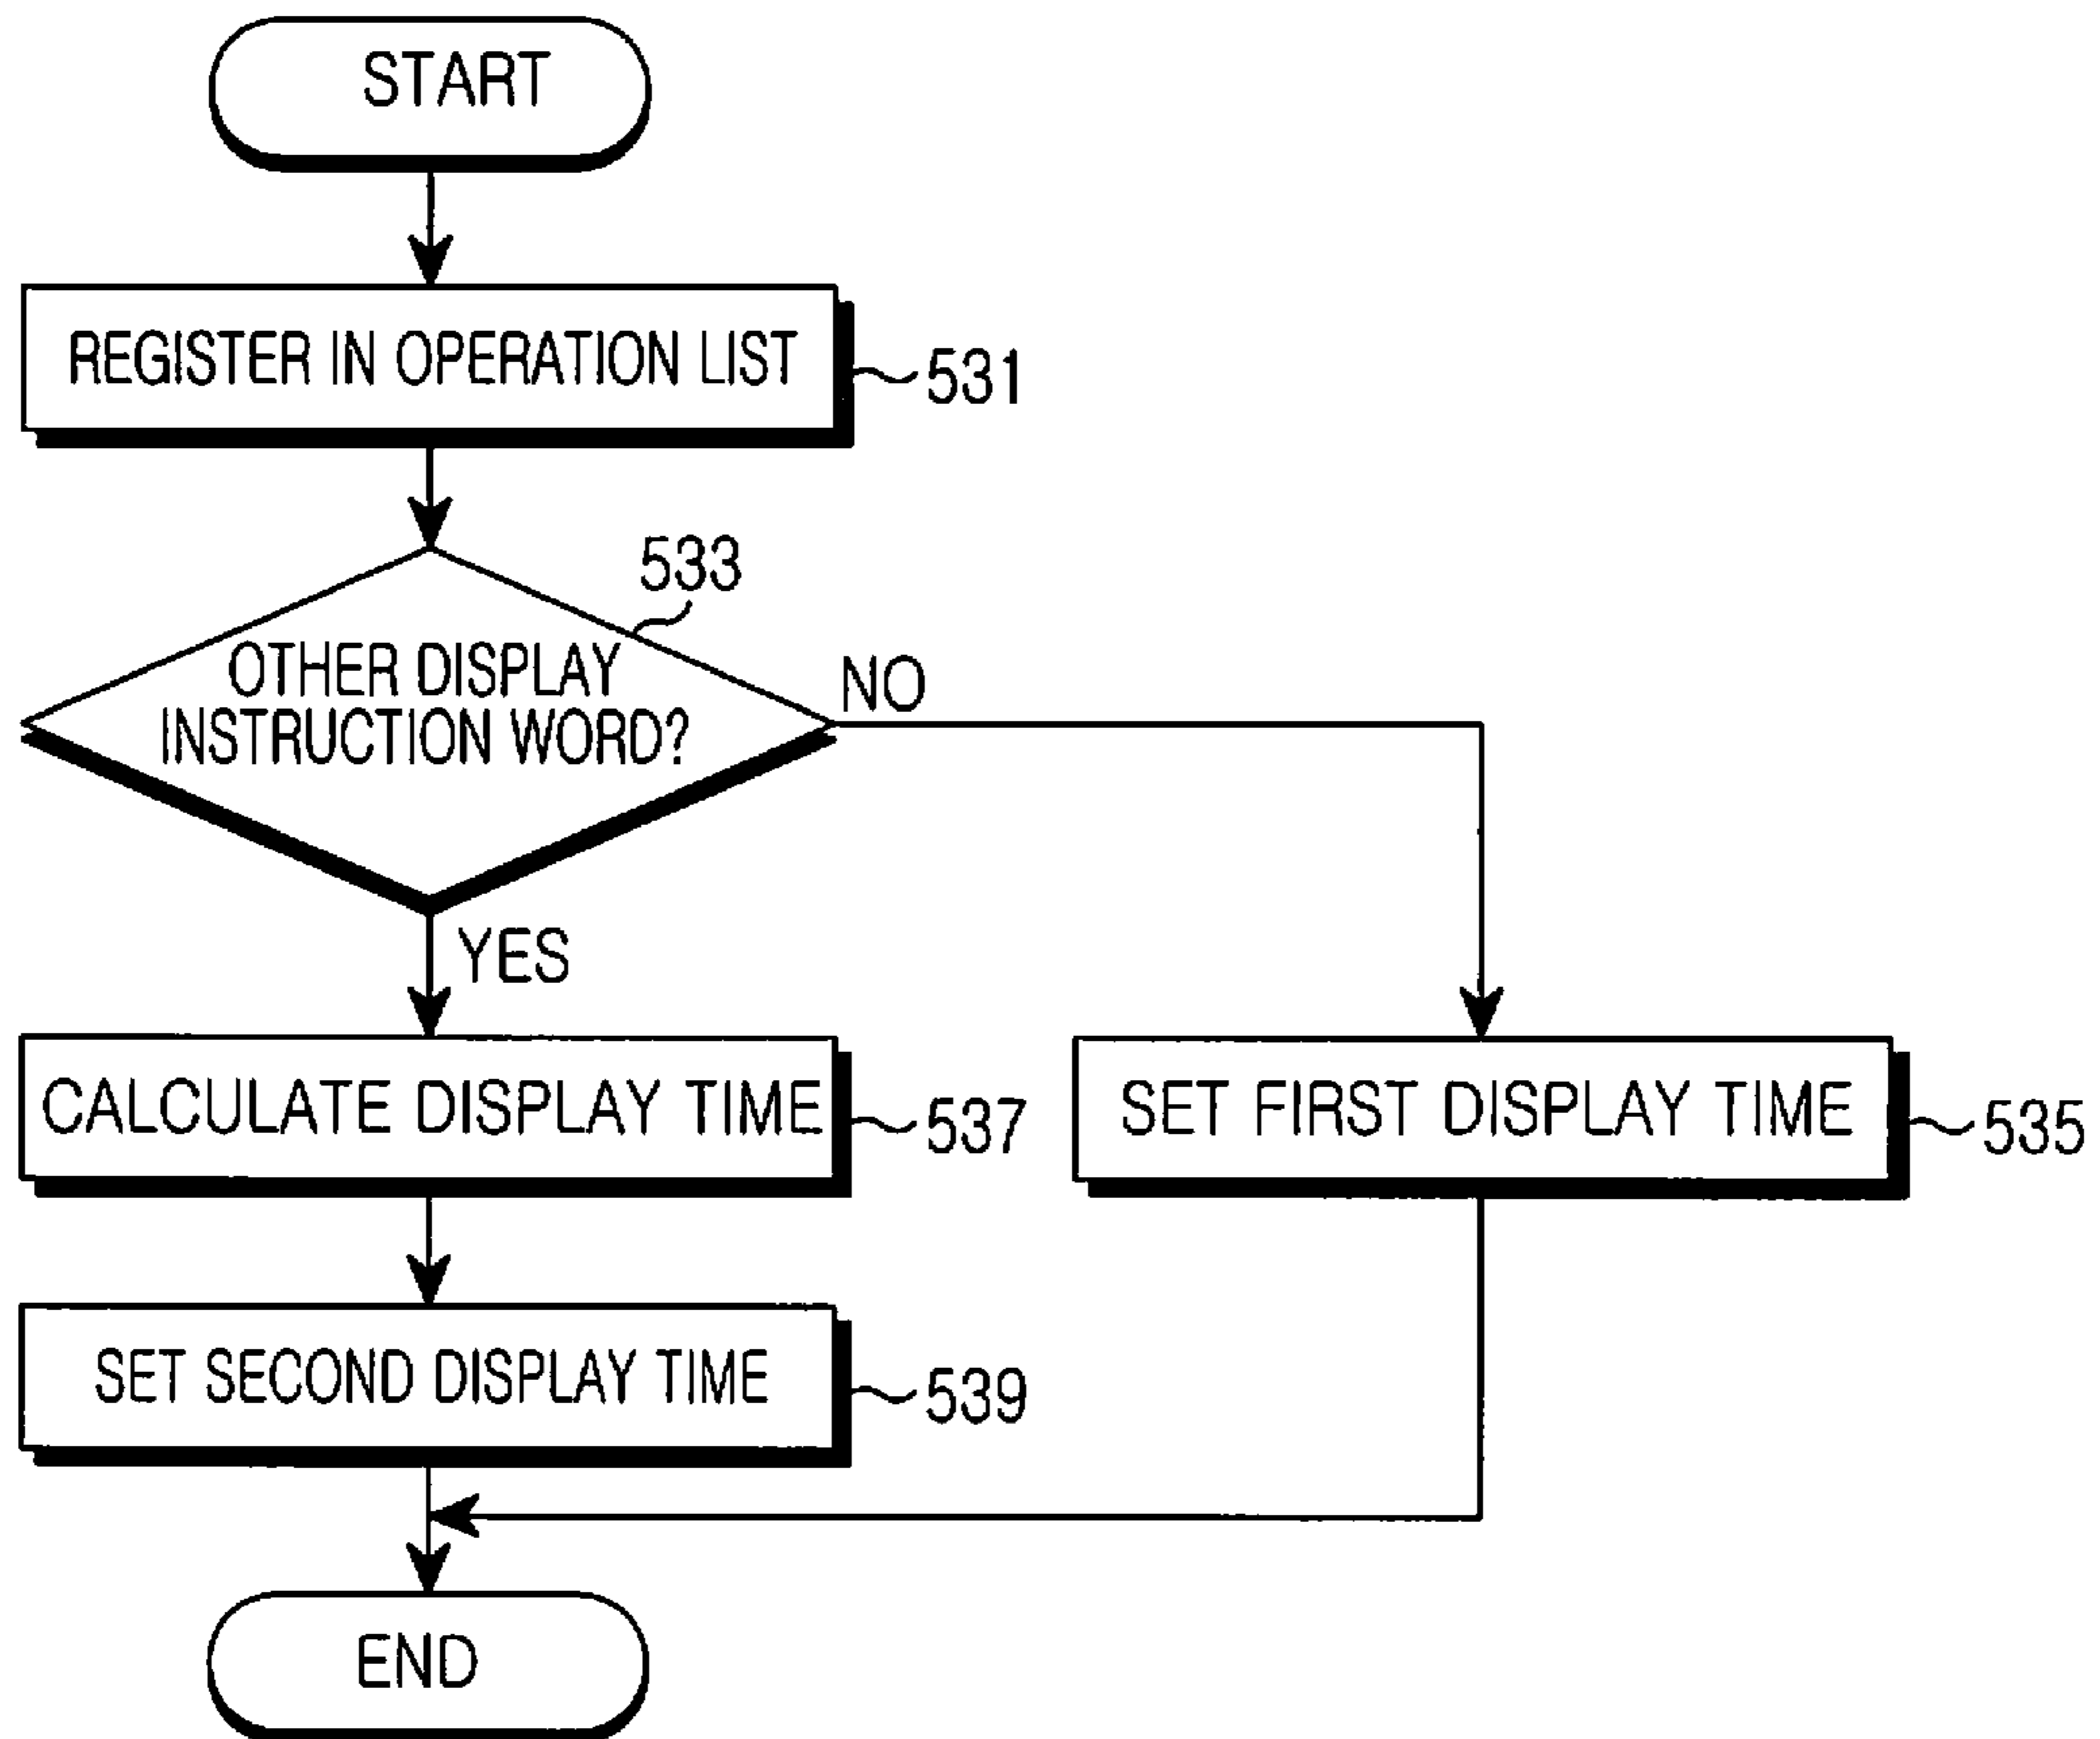 START
REGISTER IN OPERATION LIST
531
533
OTHER DISPLAY
INSTRUCTION WORD?
NO
YES
CALCULATE DISPLAY TIME
537
SET FIRST DISPLAY TIME
535
SET SECOND DISPLAY TIME
539
END